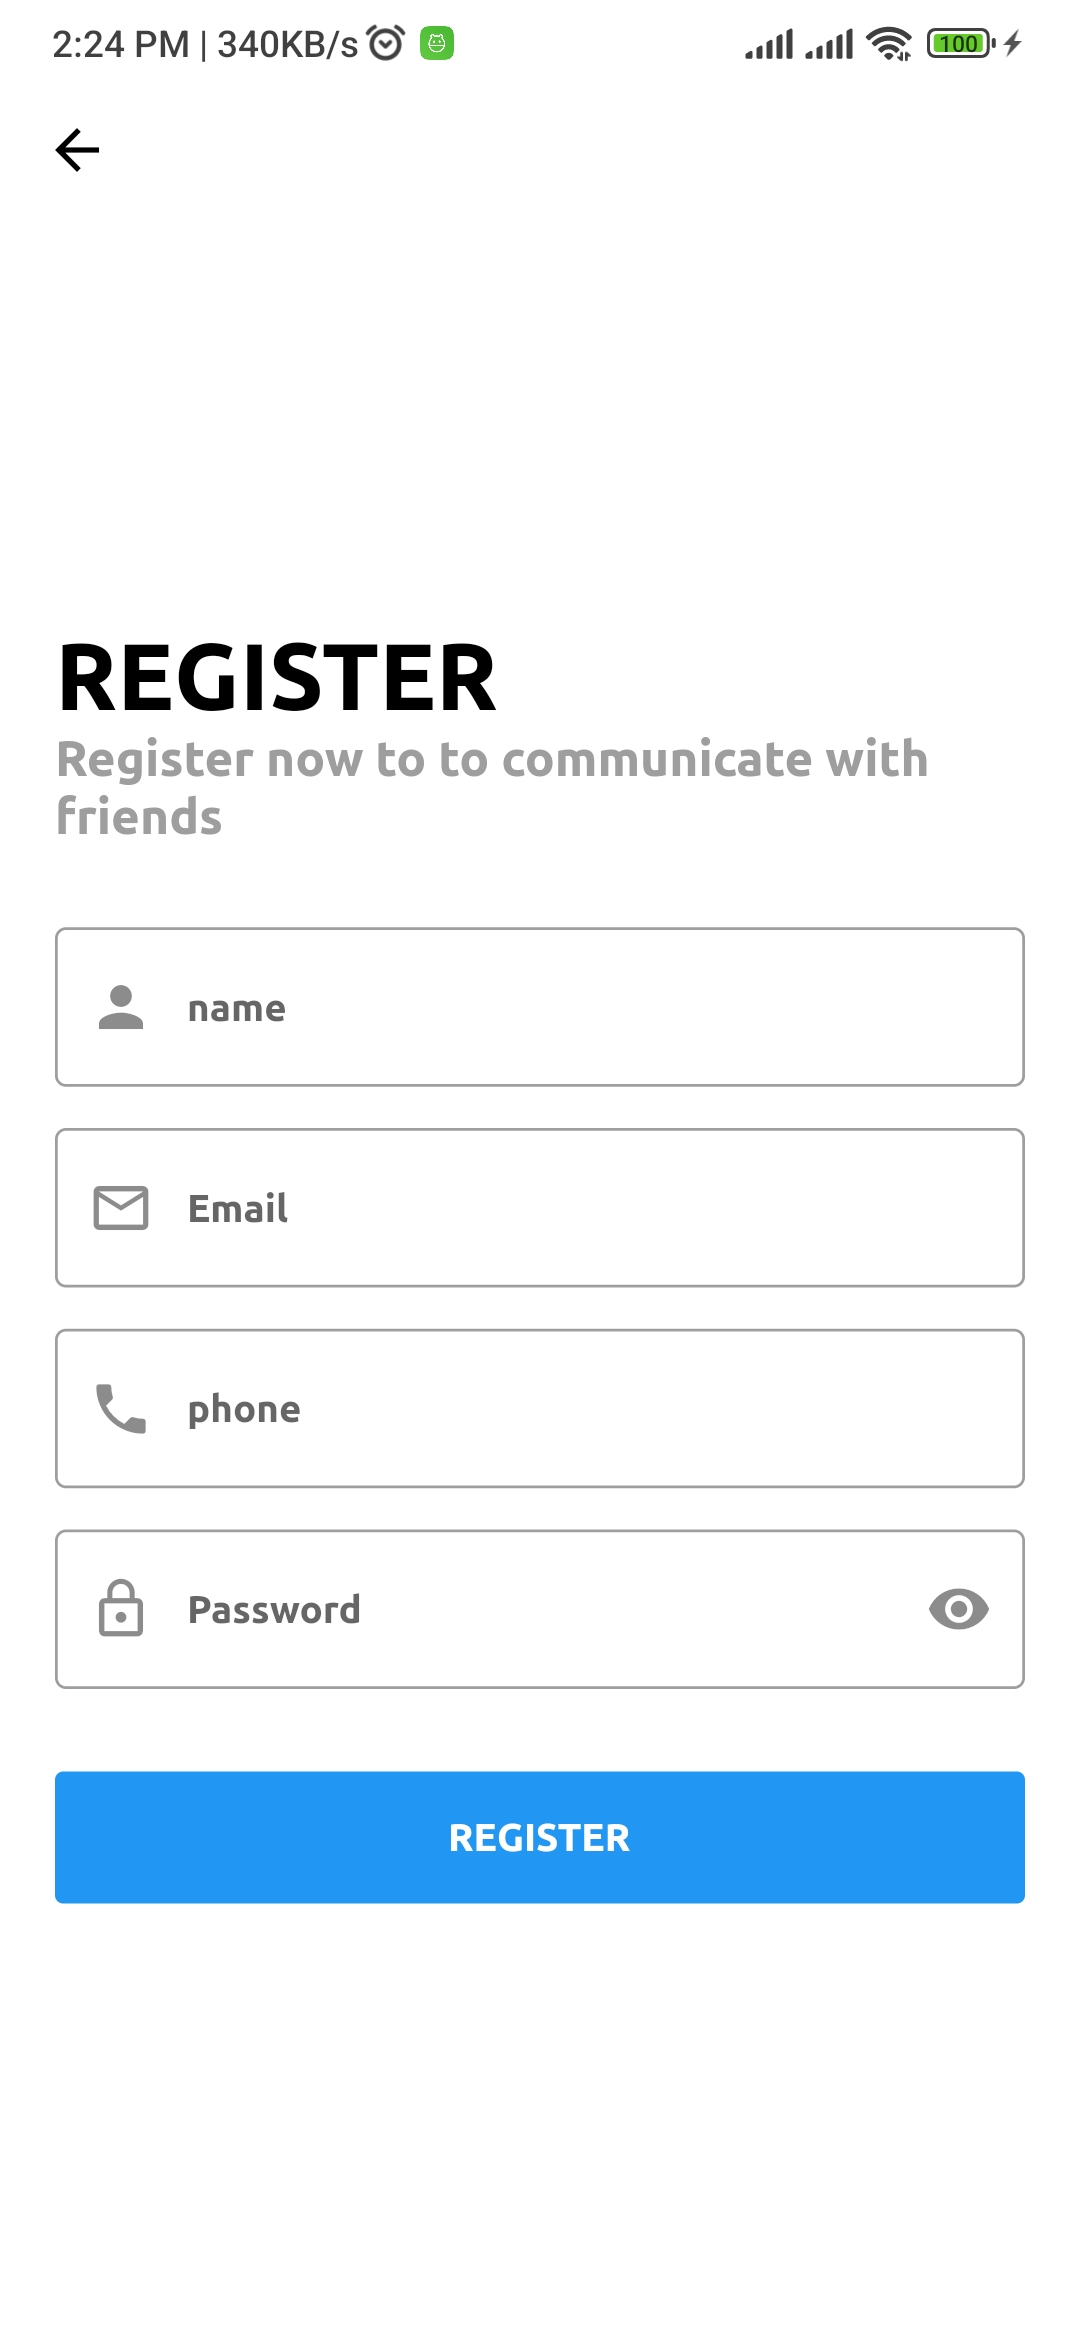 2:24 PM | 340KB/s
100
REGISTER
Register now to to communicate with
friends
name
Email
phone
Password
REGISTER